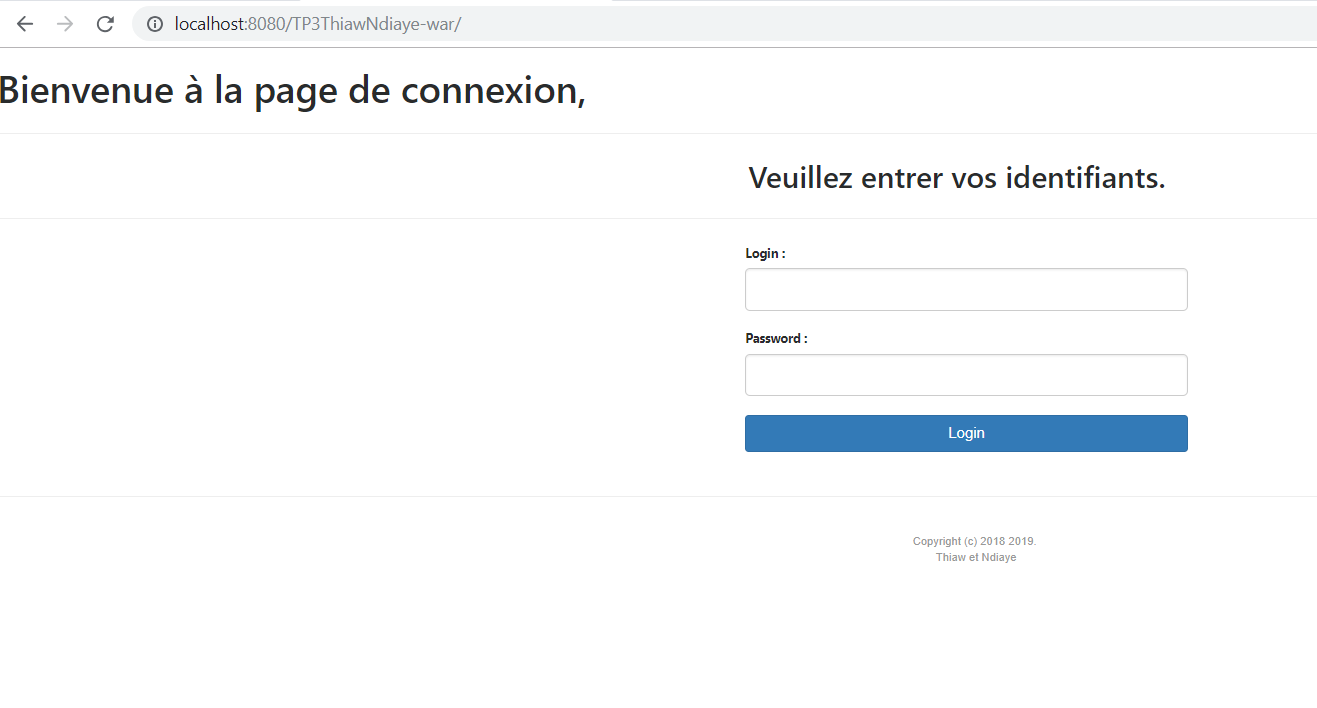 localhost:8080/TP3ThiawNdiaye-war/
Bienvenue à la page de connexion,
Veuillez entrer vos identifiants.
Login :
Password :
Login
Copyright (c) 2018 2019.
Thiaw et Ndiaye